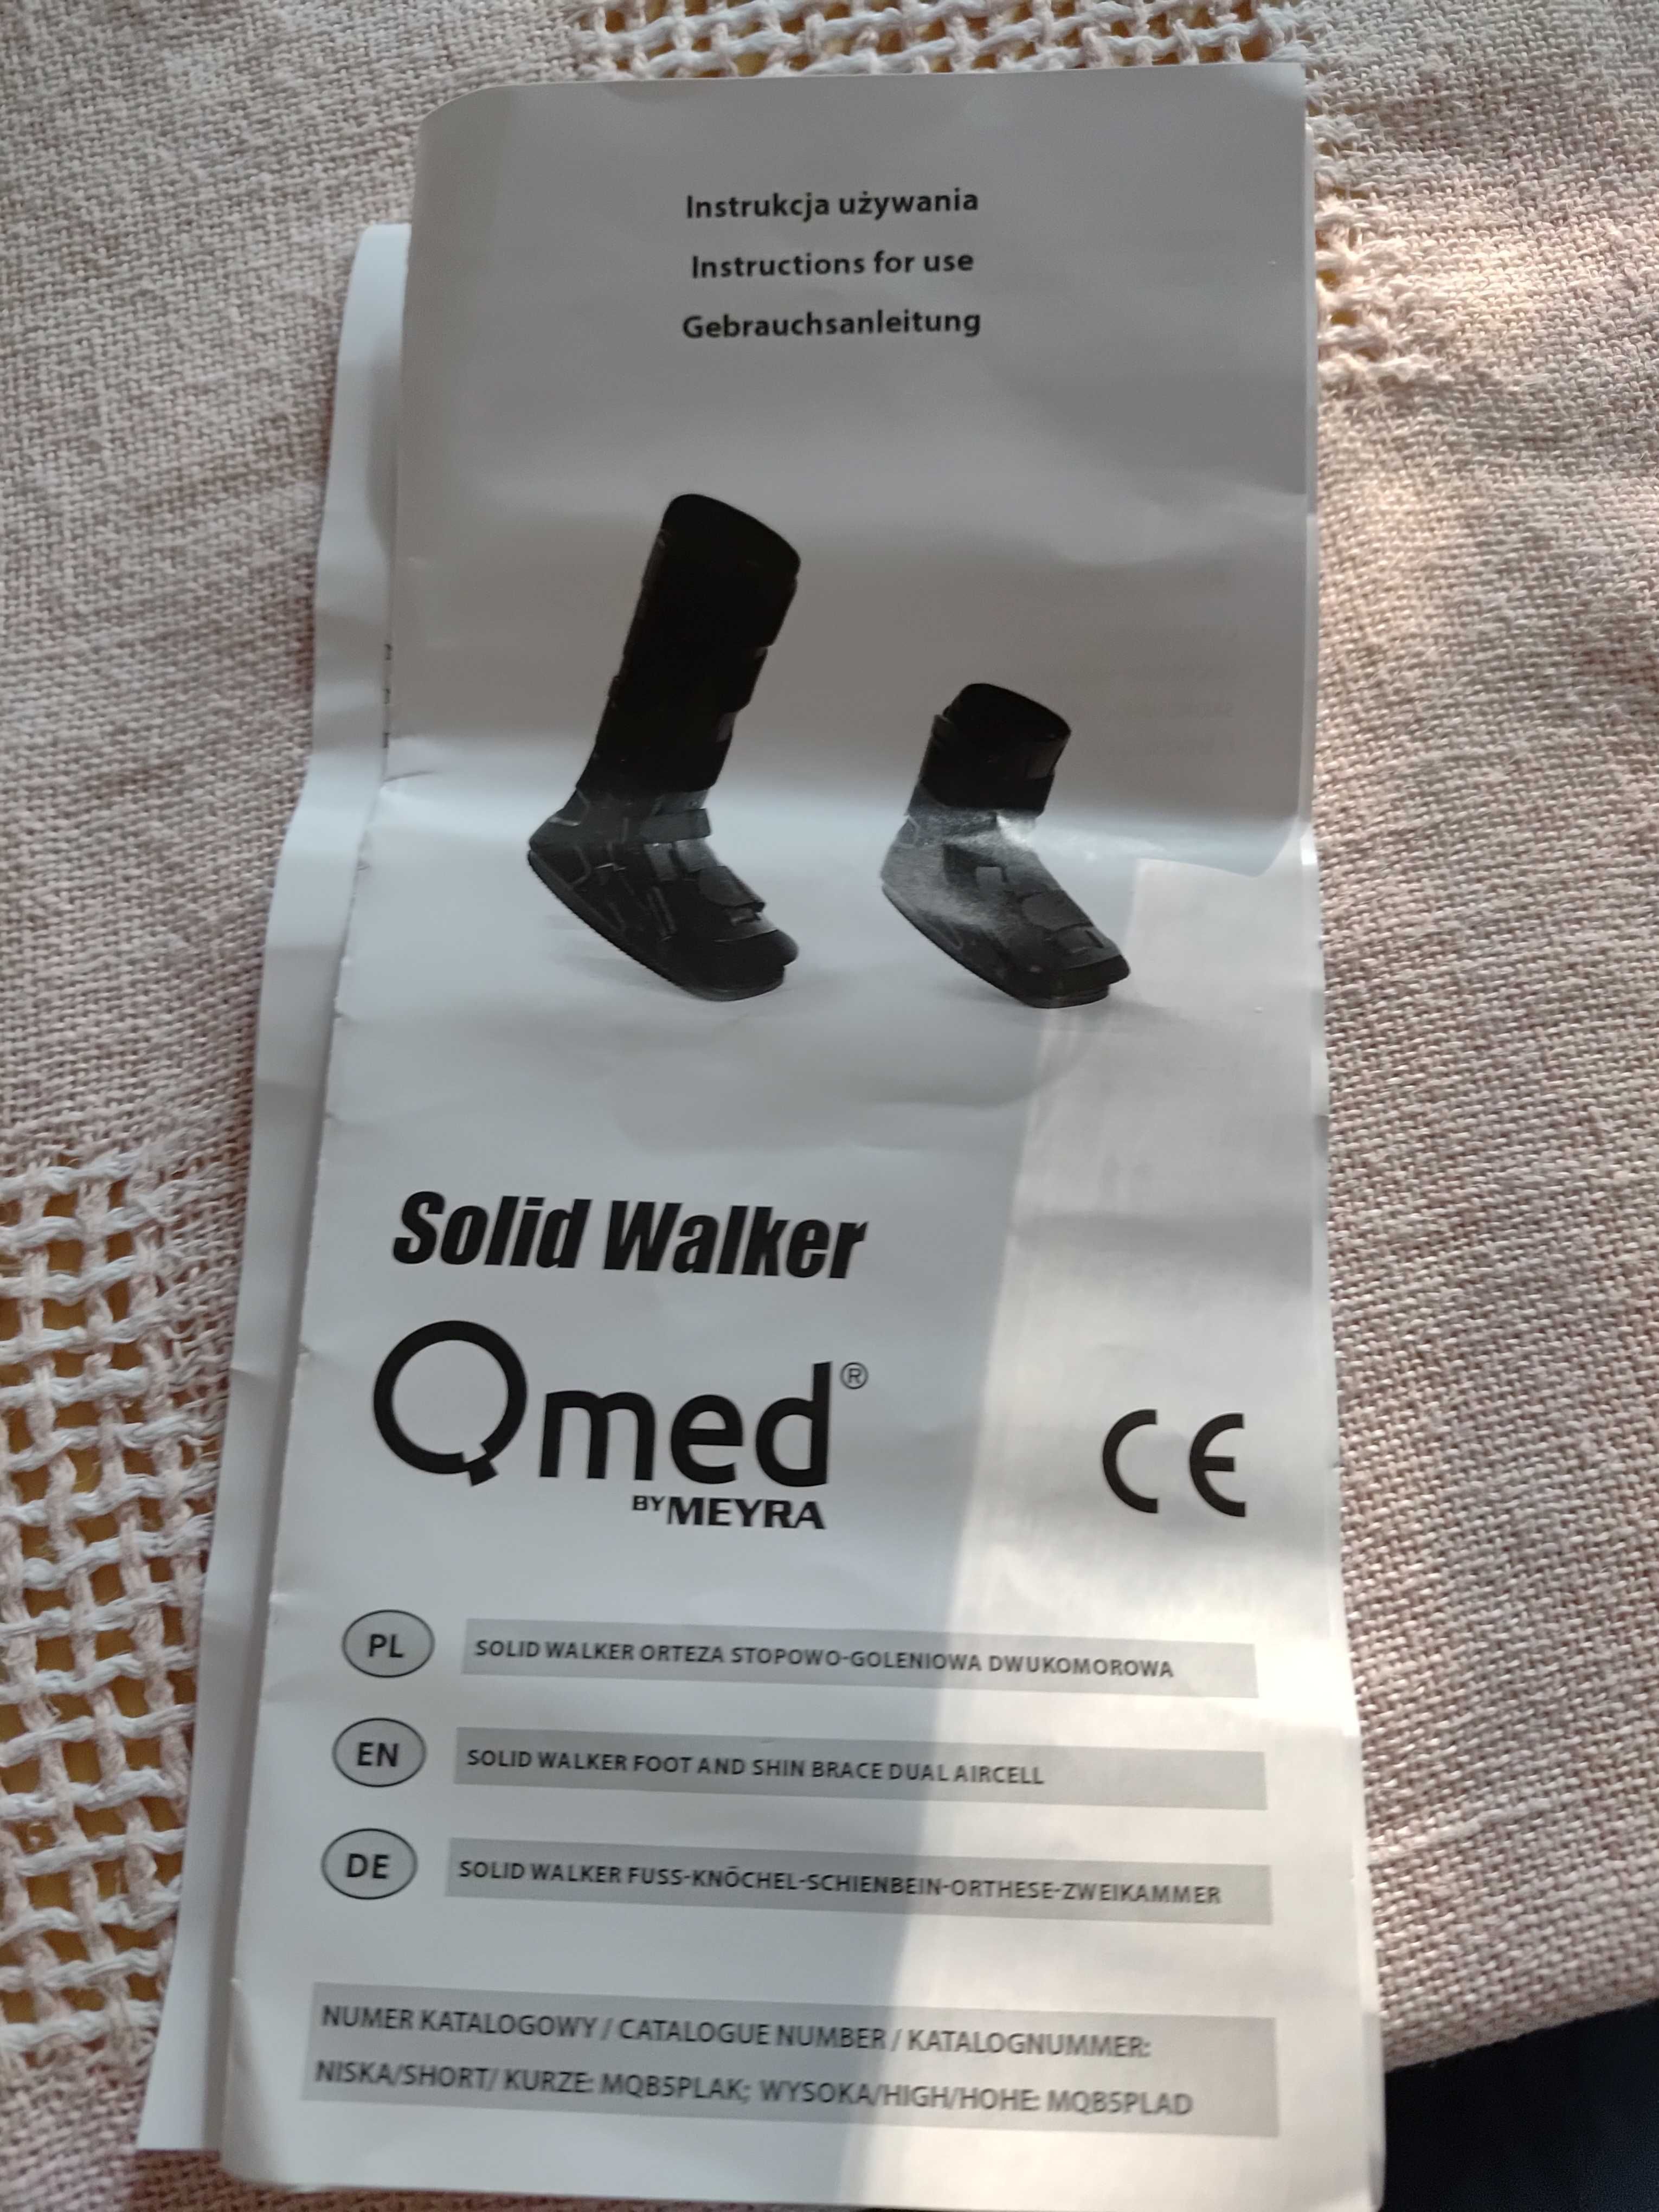 Instrukcja używania
Instructions for use
Gebrauchsanleitung
Solid Walker
Qmed®
BY MEYRA
CE
PL
SOLID WALKER ORTEZA STOPOWO-GOLENIOWA DWUKOMOROWA
EN
SOLID WALKER FOOT AND SHIN BRACE DUAL AIRCELL
DE
SOLID WALKER FUSS-KNÖCHEL-SCHIENBEIN-ORTHESE-ZWEIKAMMER
NUMER KATALOGOWY / CATALOGUE NUMBER / KATALOGNUMMER:
NISKA/SHORT/ KURZE: MQB5PLAK; WYSOKA/HIGH/HOHE: MQB5PLAD